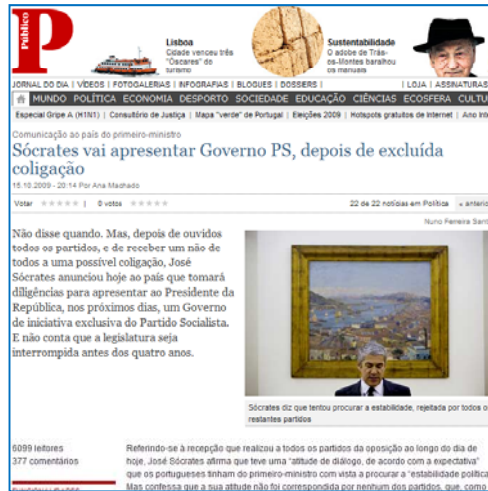 Público
Lisboa
Cidade venceu três
"Óscares" de
turismo
Sustentabilidade
O adobe de Trás-
os-Montes baralhou
os manuais
JORNAL DO DIA | VÍDEOS | FOTOGALERIAS | INFOGRAFIAS | BLOGUES | DOSSIERS |
| LOJA | ASSINATURAS
MUNDO POLÍTICA ECONOMIA DESPORTO SOCIEDADE EDUCAÇÃO CIÊNCIAS ECOSFERA CULTU
Especial Gripe A (H1N1) | Consultório de Justiça | Mapa "verde" de Portugal | Eleições 2009 | Hotspots gratuitos de Internet | Ano Int
Comunicação ao país do primeiro-ministro
Sócrates vai apresentar Governo PS, depois de excluída
coligação
15.10.2009 - 20:14 Por Ana Machado
Votar | 0 votos
22 de 22 notícias em Política « anterio
Nuno Ferreira Sant
Não disse quando. Mas, depois de ouvidos
todos os partidos, e de receber um não de
todos a uma possível coligação, José
Sócrates anunciou hoje ao país que tomará
diligências para apresentar ao Presidente da
República, nos próximos dias, um Governo
de iniciativa exclusiva do Partido Socialista.
E não conta que a legislatura seja
interrompida antes dos quatro anos.
Sócrates diz que tentou procurar a estabilidade, rejeitada por todos o
restantes partidos
6099 leitores
377 comentários
Referindo-se à recepção que realizou a todos os partidos da oposição ao longo do dia de
hoje, José Sócrates afirma que teve uma "atitude de diálogo, de acordo com a expectativa"
que os portugueses tinham do primeiro-ministro com vista a procurar a "estabilidade política
Mas confessa que a sua atitude não foi correspondida por nenhum dos partidos, que, como